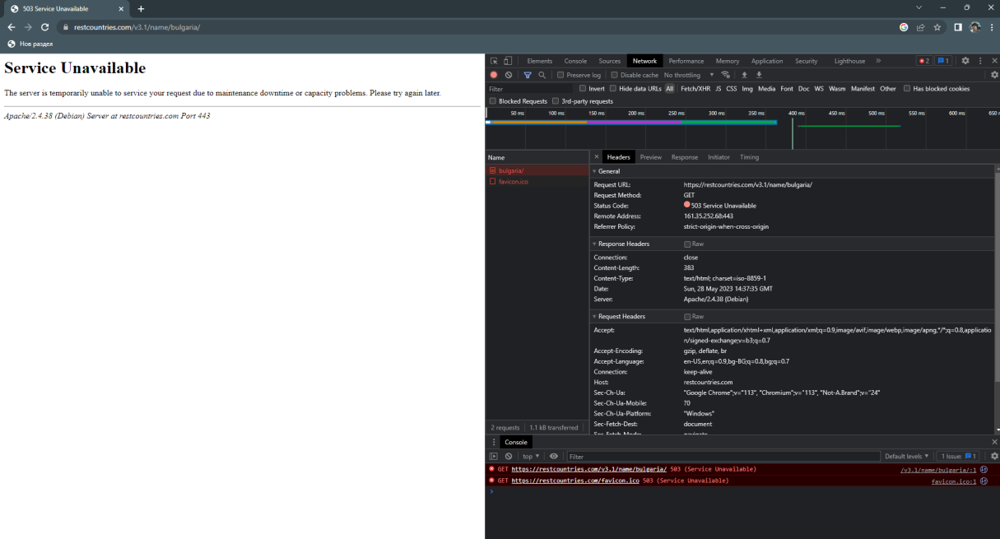 503 Service Unavailable
restcountries.com/v3.1/name/bulgaria/
Нов раздел
Service Unavailable
The server is temporarily unable to service your request due to maintenance downtime or capacity problems. Please try again later.
Apache/2.4.38 (Debian) Server at restcountries.com Port 443
Elements Console Sources Network Performance Memory Application Security Lighthouse » 2 1
Preserve log Disable cache No throttling
Filter Invert Hide data URLs All Fetch/XHR JS CSS Img Media Font Doc WS Wasm Manifest Other Has blocked cookies
Blocked Requests 3rd-party requests
50 ms 100 ms 150 ms 200 ms 250 ms 300 ms 350 ms 400 ms 450 ms 500 ms 550 ms 600 ms 650
Name
bulgaria/
favicon.ico
2 requests 1.1 kB transferred
Headers Preview Response Initiator Timing
General
Request URL: https://restcountries.com/v3.1/name/bulgaria/
Request Method: GET
Status Code: 503 Service Unavailable
Remote Address: 161.35.252.68:443
Referrer Policy: strict-origin-when-cross-origin
Response Headers Raw
Connection: close
Content-Length: 383
Content-Type: text/html; charset=iso-8859-1
Date: Sun, 28 May 2023 14:37:35 GMT
Server: Apache/2.4.38 (Debian)
Request Headers Raw
Accept: text/html,application/xhtml+xml,application/xml;q=0.9,image/avif,image/webp,image/apng,*/*;q=0.8,applicatio
n/signed-exchange;v=b3;q=0.7
Accept-Encoding: gzip, deflate, br
Accept-Language: en-US,en;q=0.9,bg-BG;q=0.8,bg;q=0.7
Connection: keep-alive
Host: restcountries.com
Sec-Ch-Ua: "Google Chrome";v="113", "Chromium";v="113", "Not-A.Brand";v="24"
Sec-Ch-Ua-Mobile: ?0
Sec-Ch-Ua-Platform: "Windows"
Sec-Fetch-Dest: document
Sec-Fetch-Mode: navigate
Console
top Filter Default levels 1 Issue: 1
GET https://restcountries.com/v3.1/name/bulgaria/ 503 (Service Unavailable) /v3.1/name/bulgaria/:1
GET https://restcountries.com/favicon.ico 503 (Service Unavailable) favicon.ico:1